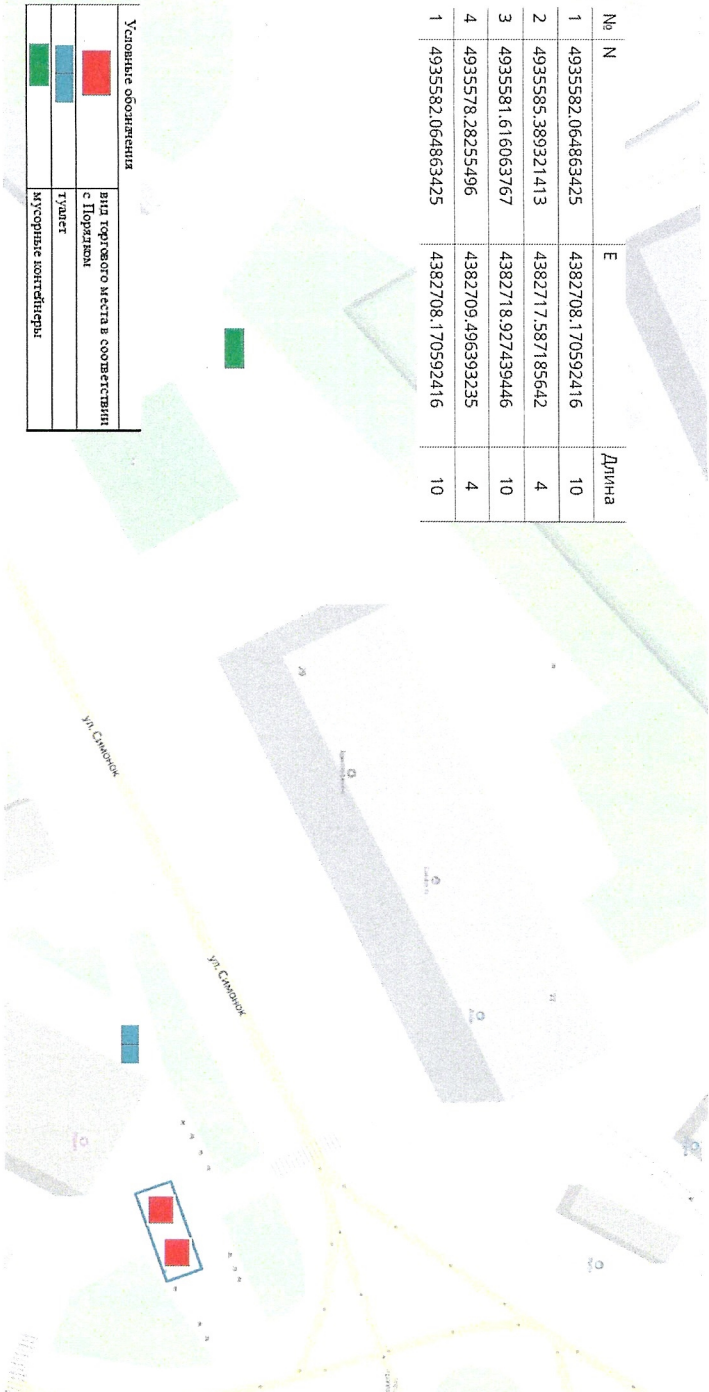 № N E Длина
1 4935582.064863425 4382708.170592416 10
2 4935585.389321413 4382717.587185642 4
3 4935581.616063767 4382718.927439446 10
4 4935578.28255496 4382709.496393235 4
1 4935582.064863425 4382708.170592416 10
Условные обозначения
вид торгового места в соответствии
с Порядком
туалет
мусорные контейнеры
29
ул. Симонок
ул. Симонок